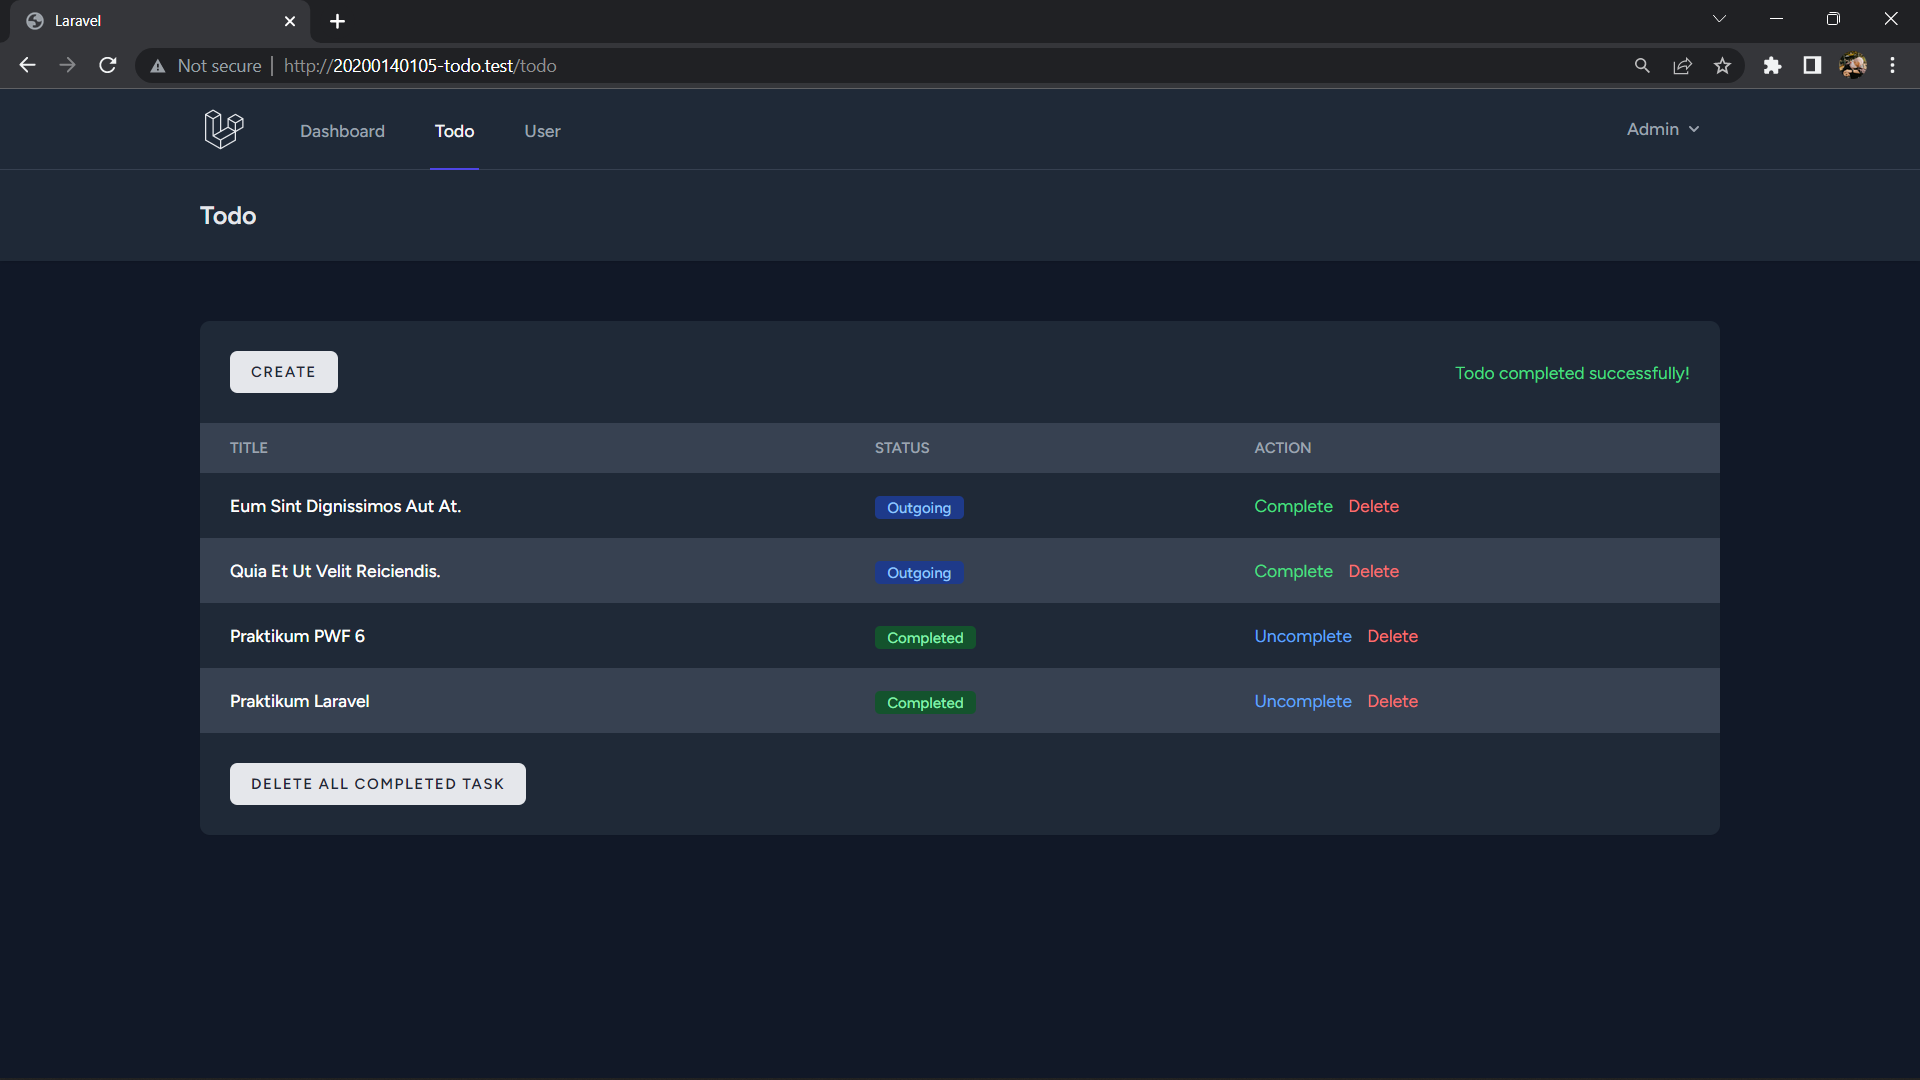 Laravel
Not secure | http://20200140105-todo.test/todo
Dashboard Todo User Admin
Todo
CREATE Todo completed successfully!
TITLE STATUS ACTION
Eum Sint Dignissimos Aut At. Outgoing Complete Delete
Quia Et Ut Velit Reiciendis. Outgoing Complete Delete
Praktikum PWF 6 Completed Uncomplete Delete
Praktikum Laravel Completed Uncomplete Delete
DELETE ALL COMPLETED TASK